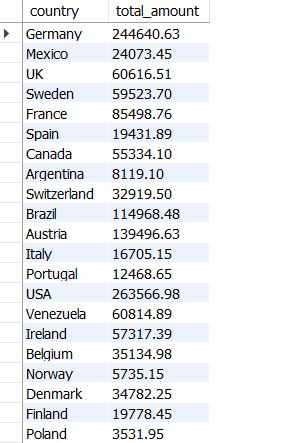 country total_amount
Germany 244640.63
Mexico 24073.45
UK 60616.51
Sweden 59523.70
France 85498.76
Spain 19431.89
Canada 55334.10
Argentina 8119.10
Switzerland 32919.50
Brazil 114968.48
Austria 139496.63
Italy 16705.15
Portugal 12468.65
USA 263566.98
Venezuela 60814.89
Ireland 57317.39
Belgium 35134.98
Norway 5735.15
Denmark 34782.25
Finland 19778.45
Poland 3531.95